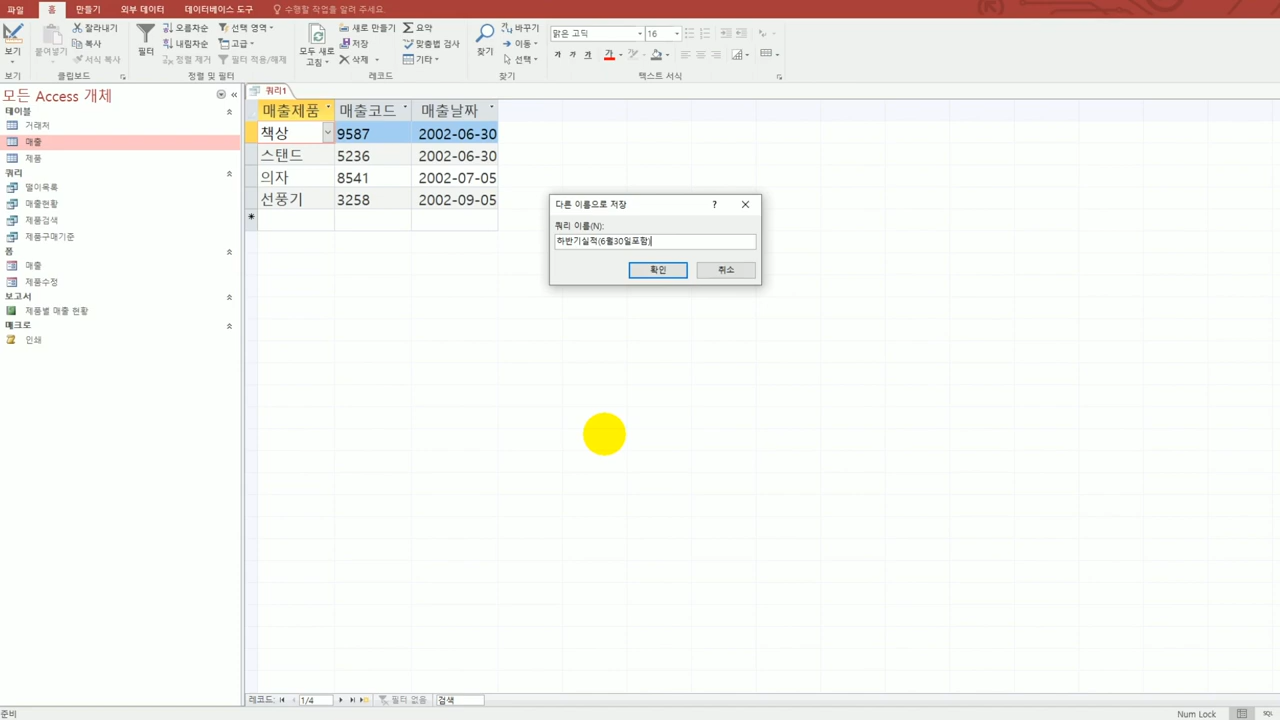 파일 홈 만들기 외부 데이터 데이터베이스 도구 수행할 작업을 알려 주세요.
보기
보기
붙여넣기
잘라내기
복사
서식 복사
클립보드
필터
오름차순
내림차순
정렬 제거
선택 영역
고급
필터 적용/해제
정렬 및 필터
모두 새로
고침
새로 만들기
저장
삭제
요약
맞춤법 검사
기타
레코드
찾기
바꾸기
이동
선택
찾기
맑은 고딕 16
가 가 가 가
텍스트 서식
모든 Access 개체
테이블
거래처
매출
제품
쿼리
떨이목록
매출현황
제품검색
제품구매기준
폼
매출
제품수정
보고서
제품별 매출 현황
매크로
인쇄
쿼리1
매출제품 매출코드 매출날짜
책상 9587 2002-06-30
스탠드 5236 2002-06-30
의자 8541 2002-07-05
선풍기 3258 2002-09-05
*
다른 이름으로 저장 ?
쿼리 이름(N):
하반기실적(6월30일포함)
확인 취소
레코드: 1/4 필터 없음 검색
준비 Num Lock SQL